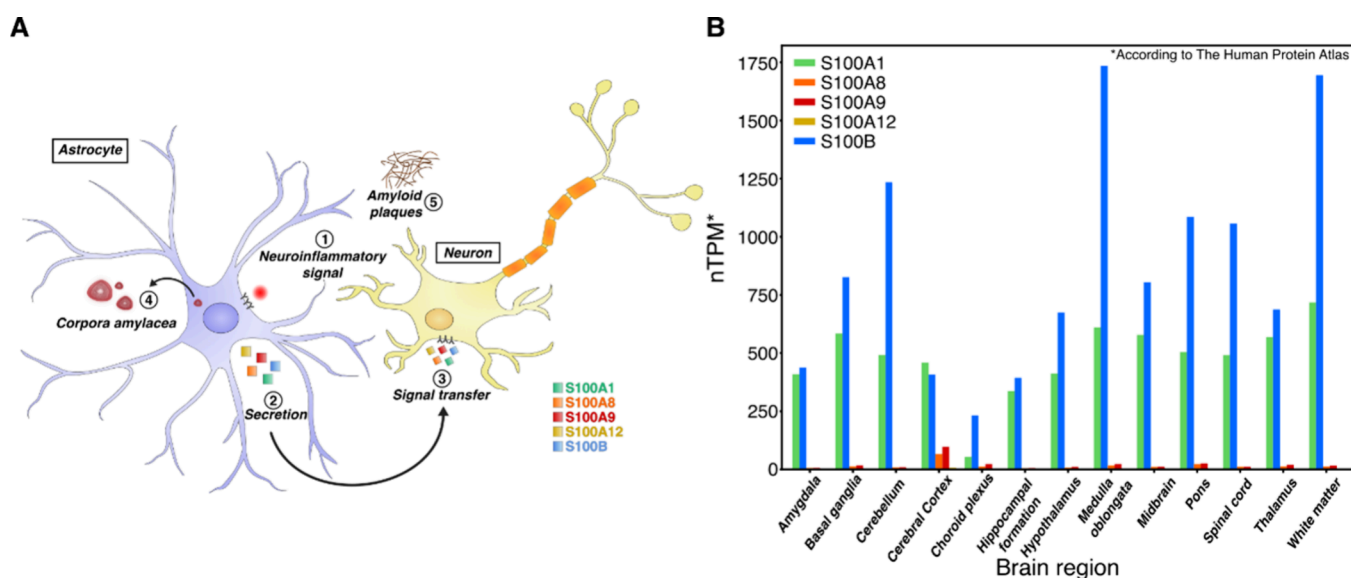 A
Astrocyte
Amyloid
plaques
5
1
Neuroinflammatory
signal
Neuron
4
Corpora amylacea
3
Signal transfer
2
Secretion
S100A1
S100A8
S100A9
S100A12
S100B
B
*According to The Human Protein Atlas
S100A1
S100A8
S100A9
S100A12
S100B
nTPM*
1750
1500
1250
1000
750
500
250
0
Amygdala
Basal ganglia
Cerebellum
Cerebral Cortex
Choroid plexus
Hippocampal
formation
Hypothalamus
Medulla
oblongata
Midbrain
Pons
Spinal cord
Thalamus
White matter
Brain region